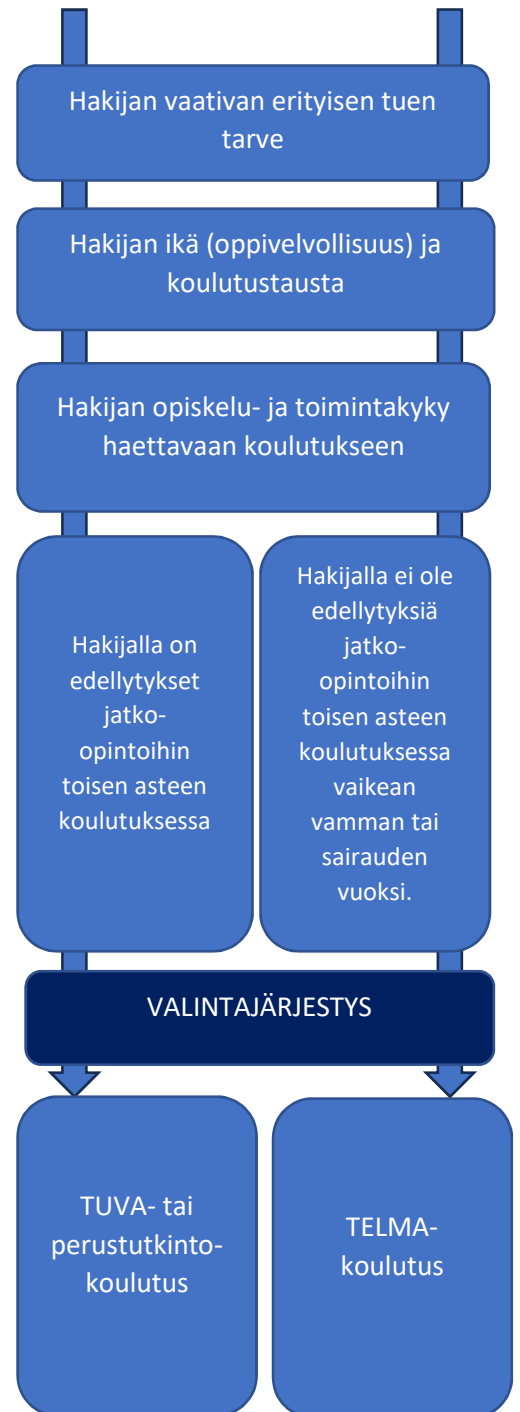 Hakijan vaativan erityisen tuen
tarve
Hakijan ikä (oppivelvollisuus) ja
koulutustausta
Hakijan opiskelu- ja toimintakyky
haettavaan koulutukseen
Hakijalla on
edellytykset
jatko-
opintoihin
toisen asteen
koulutuksessa
Hakijalla ei ole
edellytyksiä
jatko-
opintoihin
toisen asteen
koulutuksessa
vaikean
vamman tai
sairauden
vuoksi.
VALINTAJÄRJESTYS
TUVA- tai
perustutkinto-
koulutus
TELMA-
koulutus